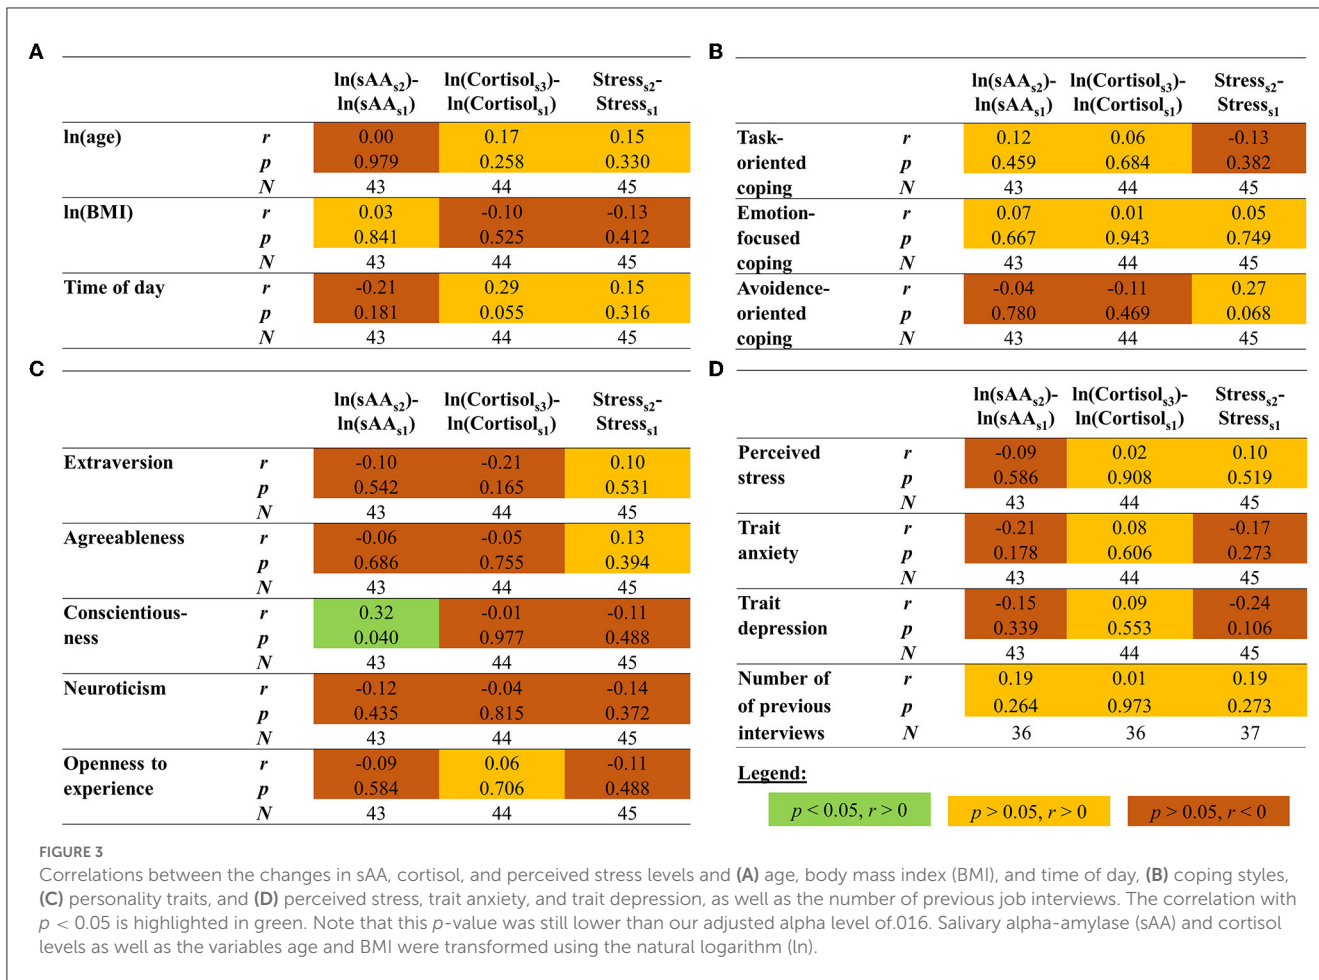 A
ln(sAAs2)- ln(Cortisols3)- Stresss2-
ln(sAAs1) ln(Cortisols1) Stresss1
ln(age) r 0.00 0.17 0.15
p 0.979 0.258 0.330
N 43 44 45
ln(BMI) r 0.03 -0.10 -0.13
p 0.841 0.525 0.412
N 43 44 45
Time of day r -0.21 0.29 0.15
p 0.181 0.055 0.316
N 43 44 45
B
ln(sAAs2)- ln(Cortisols3)- Stresss2-
ln(sAAs1) ln(Cortisols1) Stresss1
Task- r 0.12 0.06 -0.13
oriented p 0.459 0.684 0.382
coping N 43 44 45
Emotion- r 0.07 0.01 0.05
focused p 0.667 0.943 0.749
coping N 43 44 45
Avoidence- r -0.04 -0.11 0.27
oriented p 0.780 0.469 0.068
coping N 43 44 45
C
ln(sAAs2)- ln(Cortisols3)- Stresss2-
ln(sAAs1) ln(Cortisols1) Stresss1
Extraversion r -0.10 -0.21 0.10
p 0.542 0.165 0.531
N 43 44 45
Agreeableness r -0.06 -0.05 0.13
p 0.686 0.755 0.394
N 43 44 45
Conscientious- r 0.32 -0.01 -0.11
ness p 0.040 0.977 0.488
N 43 44 45
Neuroticism r -0.12 -0.04 -0.14
p 0.435 0.815 0.372
N 43 44 45
Openness to r -0.09 0.06 -0.11
experience p 0.584 0.706 0.488
N 43 44 45
D
ln(sAAs2)- ln(Cortisols3)- Stresss2-
ln(sAAs1) ln(Cortisols1) Stresss1
Perceived r -0.09 0.02 0.10
stress p 0.586 0.908 0.519
N 43 44 45
Trait r -0.21 0.08 -0.17
anxiety p 0.178 0.606 0.273
N 43 44 45
Trait r -0.15 0.09 -0.24
depression p 0.339 0.553 0.106
N 43 44 45
Number of r 0.19 0.01 0.19
of previous p 0.264 0.973 0.273
interviews N 36 36 37
Legend:
p < 0.05, r > 0 p > 0.05, r > 0 p > 0.05, r < 0
FIGURE 3
Correlations between the changes in sAA, cortisol, and perceived stress levels and (A) age, body mass index (BMI), and time of day, (B) coping styles,
(C) personality traits, and (D) perceived stress, trait anxiety, and trait depression, as well as the number of previous job interviews. The correlation with
p < 0.05 is highlighted in green. Note that this p-value was still lower than our adjusted alpha level of.016. Salivary alpha-amylase (sAA) and cortisol
levels as well as the variables age and BMI were transformed using the natural logarithm (ln).